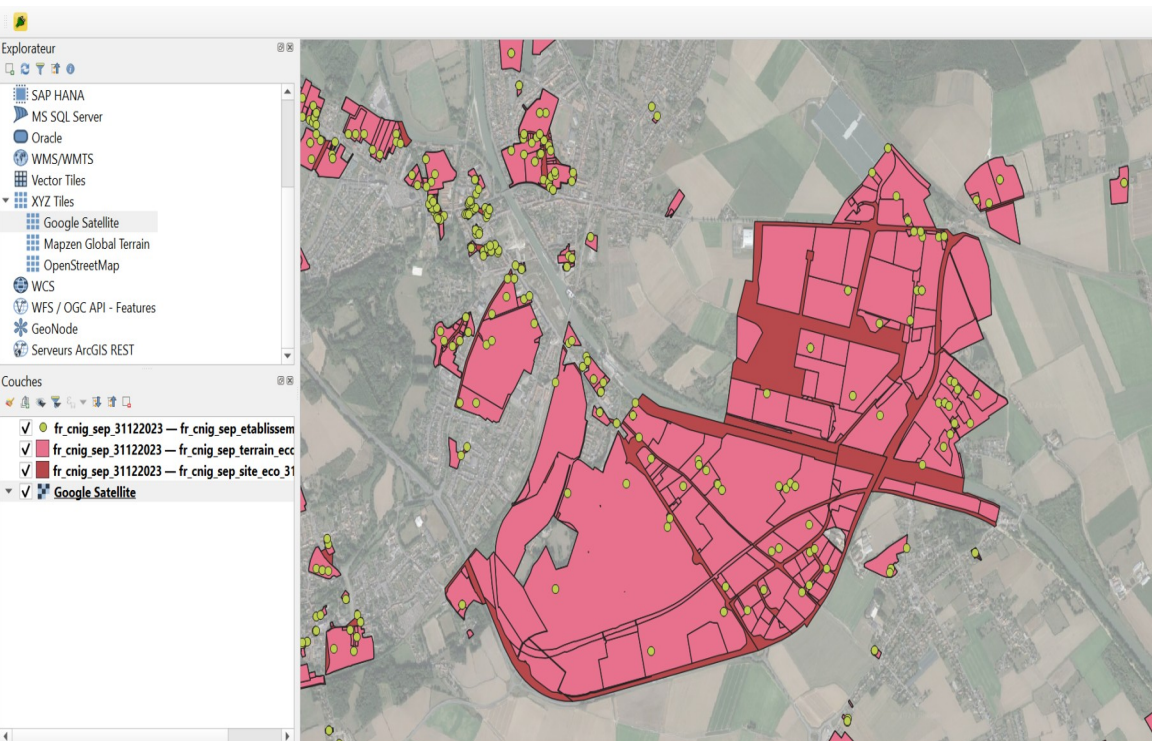 Explorateur
SAP HANA
MS SQL Server
Oracle
WMS/WMTS
Vector Tiles
XYZ Tiles
Google Satellite
Mapzen Global Terrain
OpenStreetMap
WCS
WFS / OGC API - Features
GeoNode
Serveurs ArcGIS REST
Couches
fr_cnig_sep_31122023 — fr_cnig_sep_etablissem
fr_cnig_sep_31122023 — fr_cnig_sep_terrain_ecc
fr_cnig_sep_31122023 — fr_cnig_sep_site_eco_31
Google Satellite